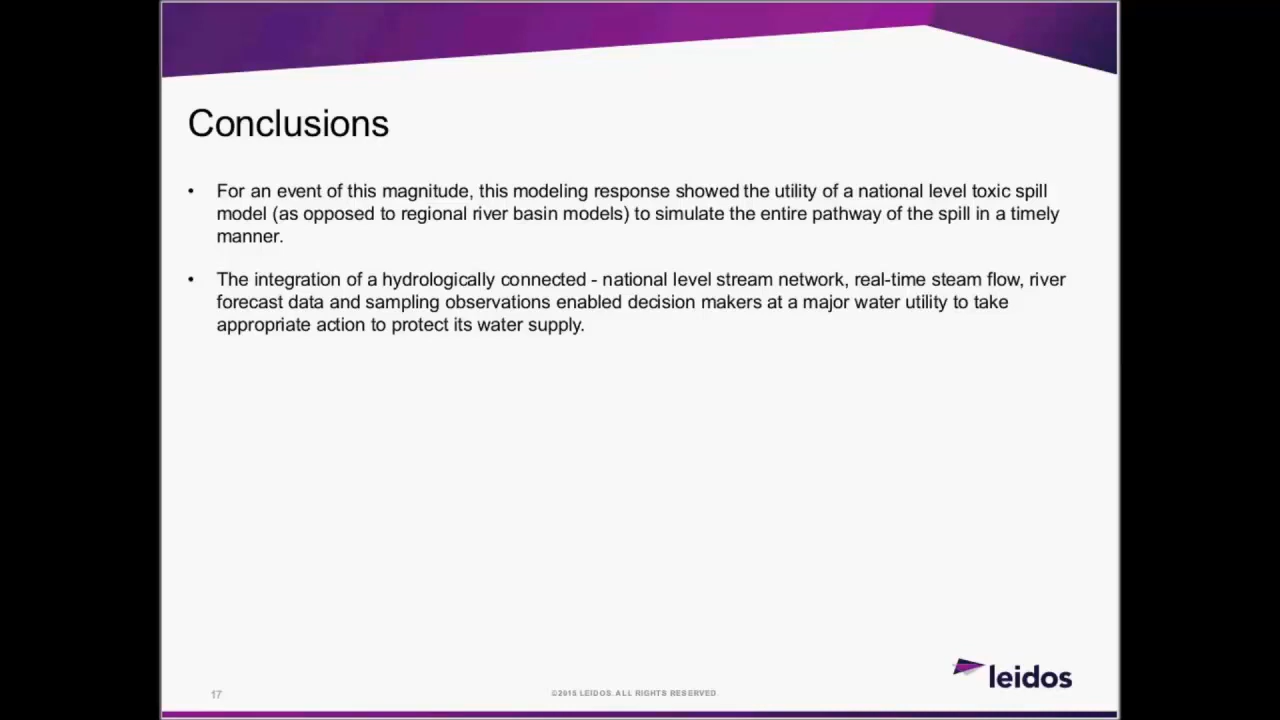 Conclusions
• For an event of this magnitude, this modeling response showed the utility of a national level toxic spill
model (as opposed to regional river basin models) to simulate the entire pathway of the spill in a timely
manner.
• The integration of a hydrologically connected - national level stream network, real-time steam flow, river
forecast data and sampling observations enabled decision makers at a major water utility to take
appropriate action to protect its water supply.
leidos
17
©2015 LEIDOS. ALL RIGHTS RESERVED